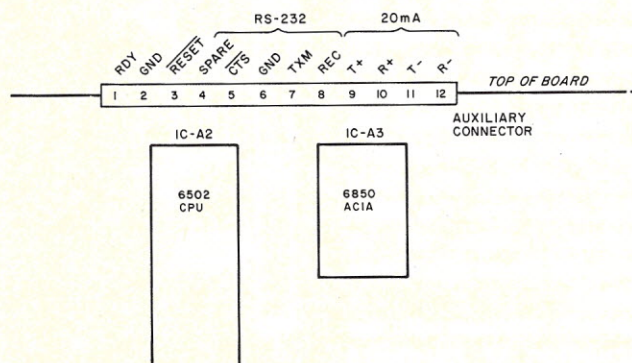 RS-232 20mA
RDY GND RESET SPARE CTS GND TXM REC T+ R+ T- R-
TOP OF BOARD
1 2 3 4 5 6 7 8 9 10 11 12
AUXILIARY
CONNECTOR
IC-A2 IC-A3
6502
CPU
6850
ACIA